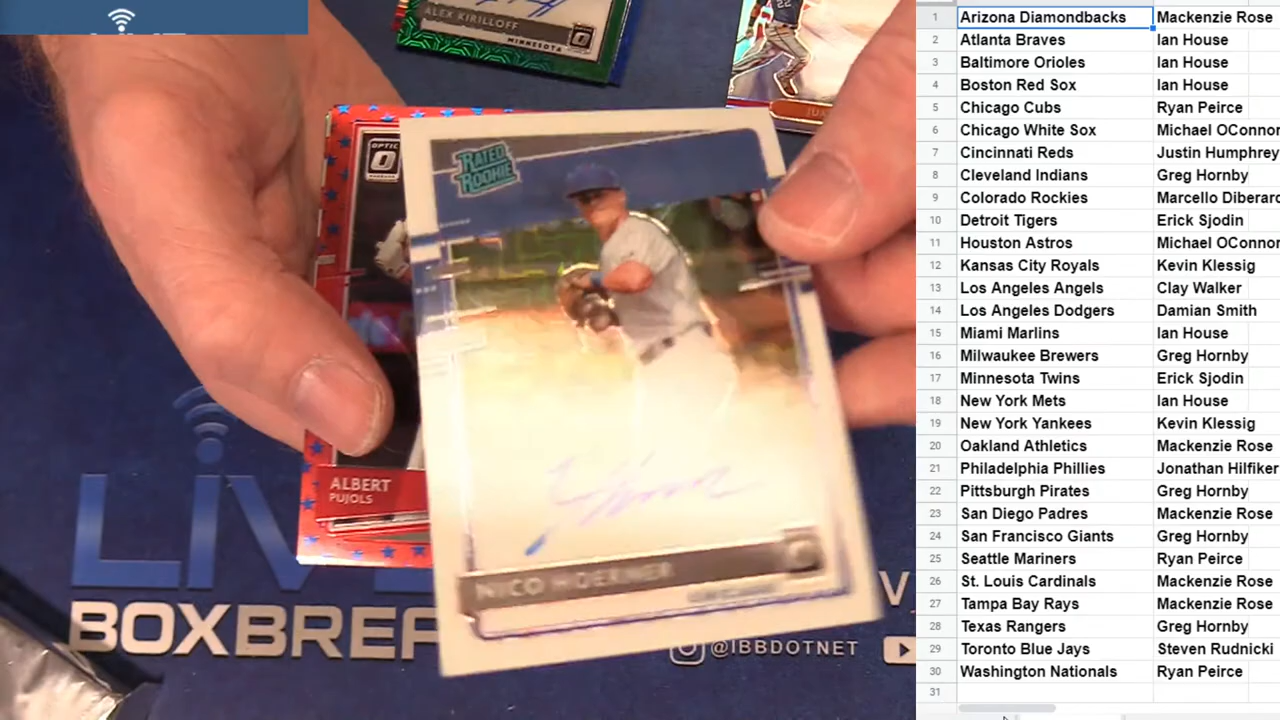 ALEX KIRILLOFF
MINNESOTA
22
OPTIC
RATED
ROOKIE
ALBERT
PUJOLS
NICO HOERNER
LIV
BOXBREA
@IBBDOTNET
1 Arizona Diamondbacks Mackenzie Rose
2 Atlanta Braves Ian House
3 Baltimore Orioles Ian House
4 Boston Red Sox Ian House
5 Chicago Cubs Ryan Peirce
6 Chicago White Sox Michael OConnor
7 Cincinnati Reds Justin Humphrey
8 Cleveland Indians Greg Hornby
9 Colorado Rockies Marcello Diberard
10 Detroit Tigers Erick Sjodin
11 Houston Astros Michael OConnor
12 Kansas City Royals Kevin Klessig
13 Los Angeles Angels Clay Walker
14 Los Angeles Dodgers Damian Smith
15 Miami Marlins Ian House
16 Milwaukee Brewers Greg Hornby
17 Minnesota Twins Erick Sjodin
18 New York Mets Ian House
19 New York Yankees Kevin Klessig
20 Oakland Athletics Mackenzie Rose
21 Philadelphia Phillies Jonathan Hilfiker
22 Pittsburgh Pirates Greg Hornby
23 San Diego Padres Mackenzie Rose
24 San Francisco Giants Greg Hornby
25 Seattle Mariners Ryan Peirce
26 St. Louis Cardinals Mackenzie Rose
27 Tampa Bay Rays Mackenzie Rose
28 Texas Rangers Greg Hornby
29 Toronto Blue Jays Steven Rudnicki
30 Washington Nationals Ryan Peirce
31